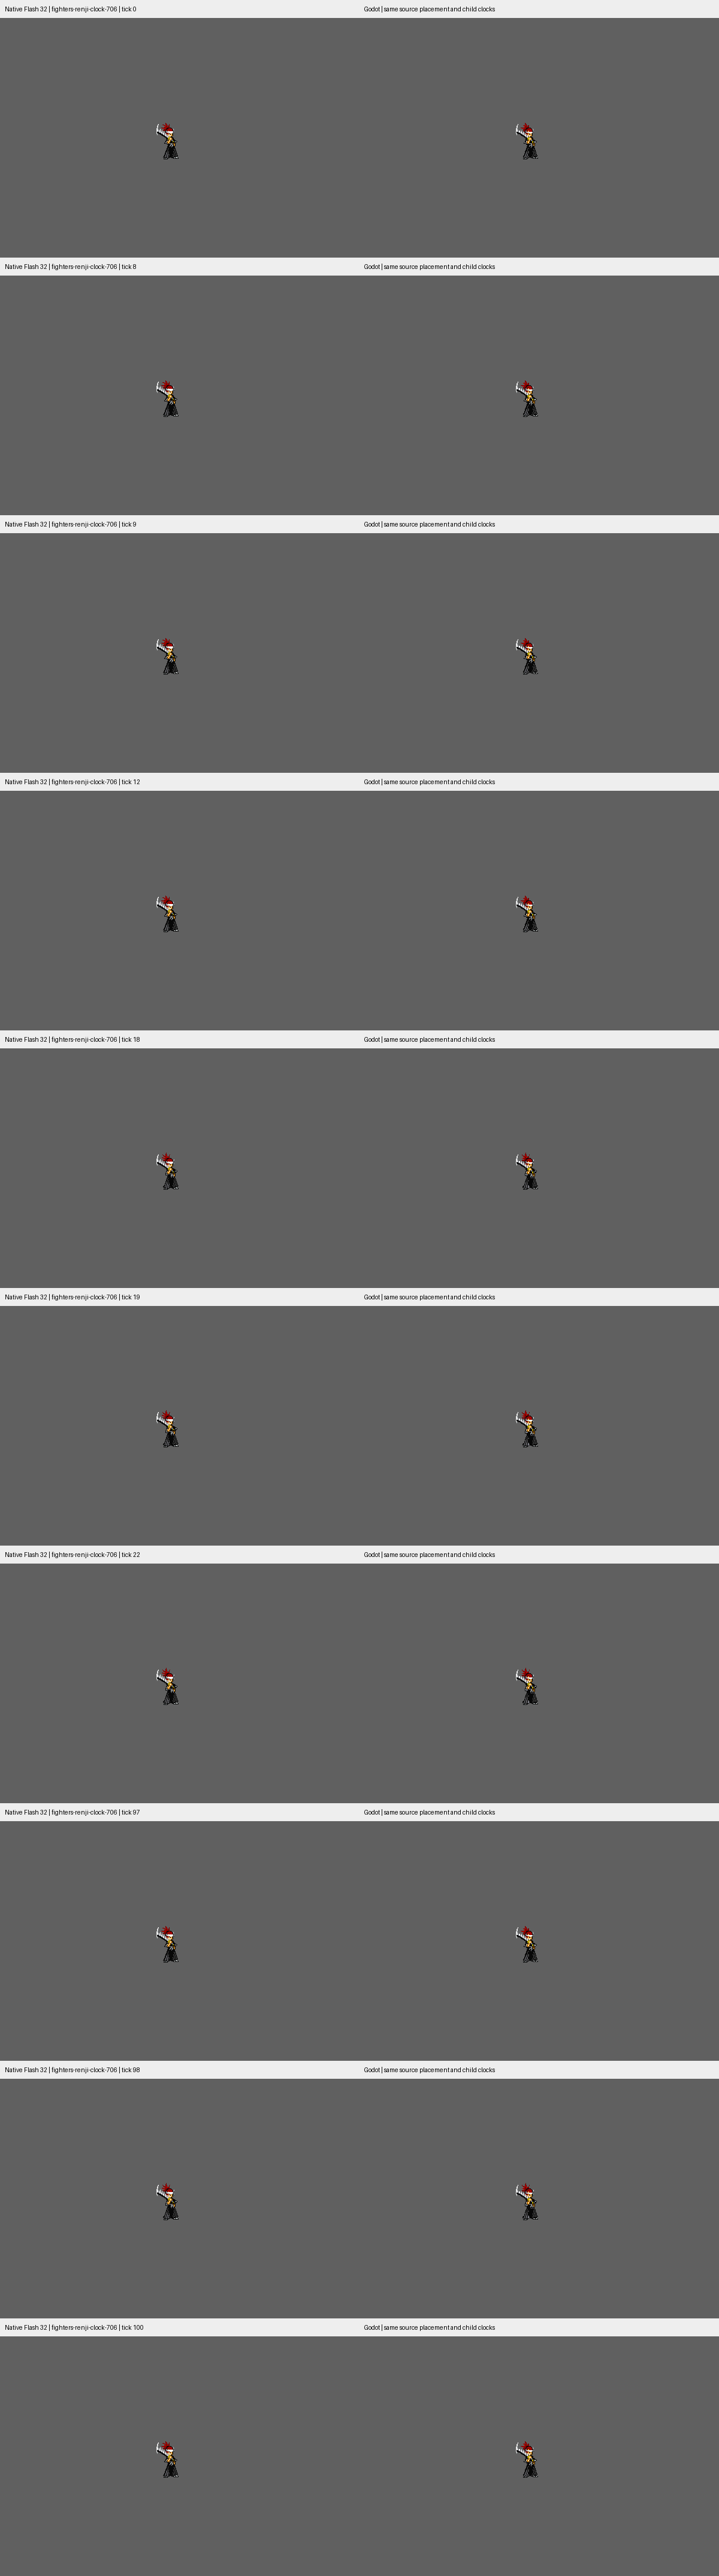 Native Flash 32 | fighters-renji-clock-706 | tick 0
Godot | same source placement and child clocks
Native Flash 32 | fighters-renji-clock-706 | tick 8
Godot | same source placement and child clocks
Native Flash 32 | fighters-renji-clock-706 | tick 9
Godot | same source placement and child clocks
Native Flash 32 | fighters-renji-clock-706 | tick 12
Godot | same source placement and child clocks
Native Flash 32 | fighters-renji-clock-706 | tick 18
Godot | same source placement and child clocks
Native Flash 32 | fighters-renji-clock-706 | tick 19
Godot | same source placement and child clocks
Native Flash 32 | fighters-renji-clock-706 | tick 22
Godot | same source placement and child clocks
Native Flash 32 | fighters-renji-clock-706 | tick 97
Godot | same source placement and child clocks
Native Flash 32 | fighters-renji-clock-706 | tick 98
Godot | same source placement and child clocks
Native Flash 32 | fighters-renji-clock-706 | tick 100
Godot | same source placement and child clocks